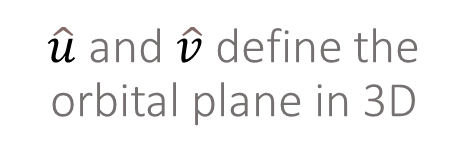 û and v̂ define the
orbital plane in 3D